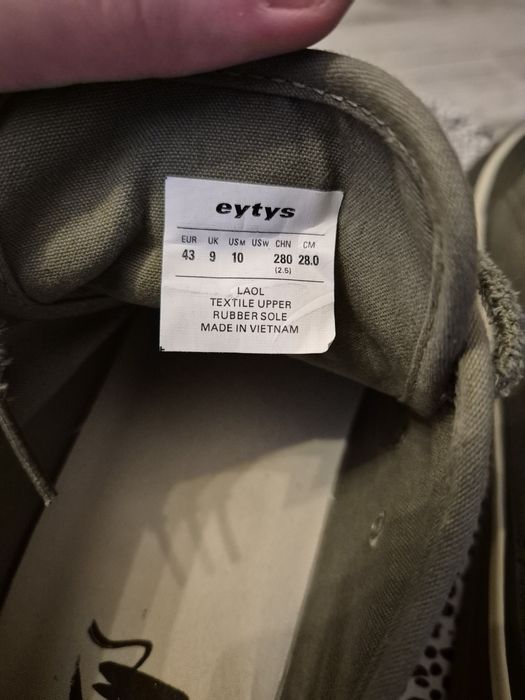 eytys
EUR UK USM USW CHN CM
43 9 10 280 28.0
(2.5)
LAOL
TEXTILE UPPER
RUBBER SOLE
MADE IN VIETNAM